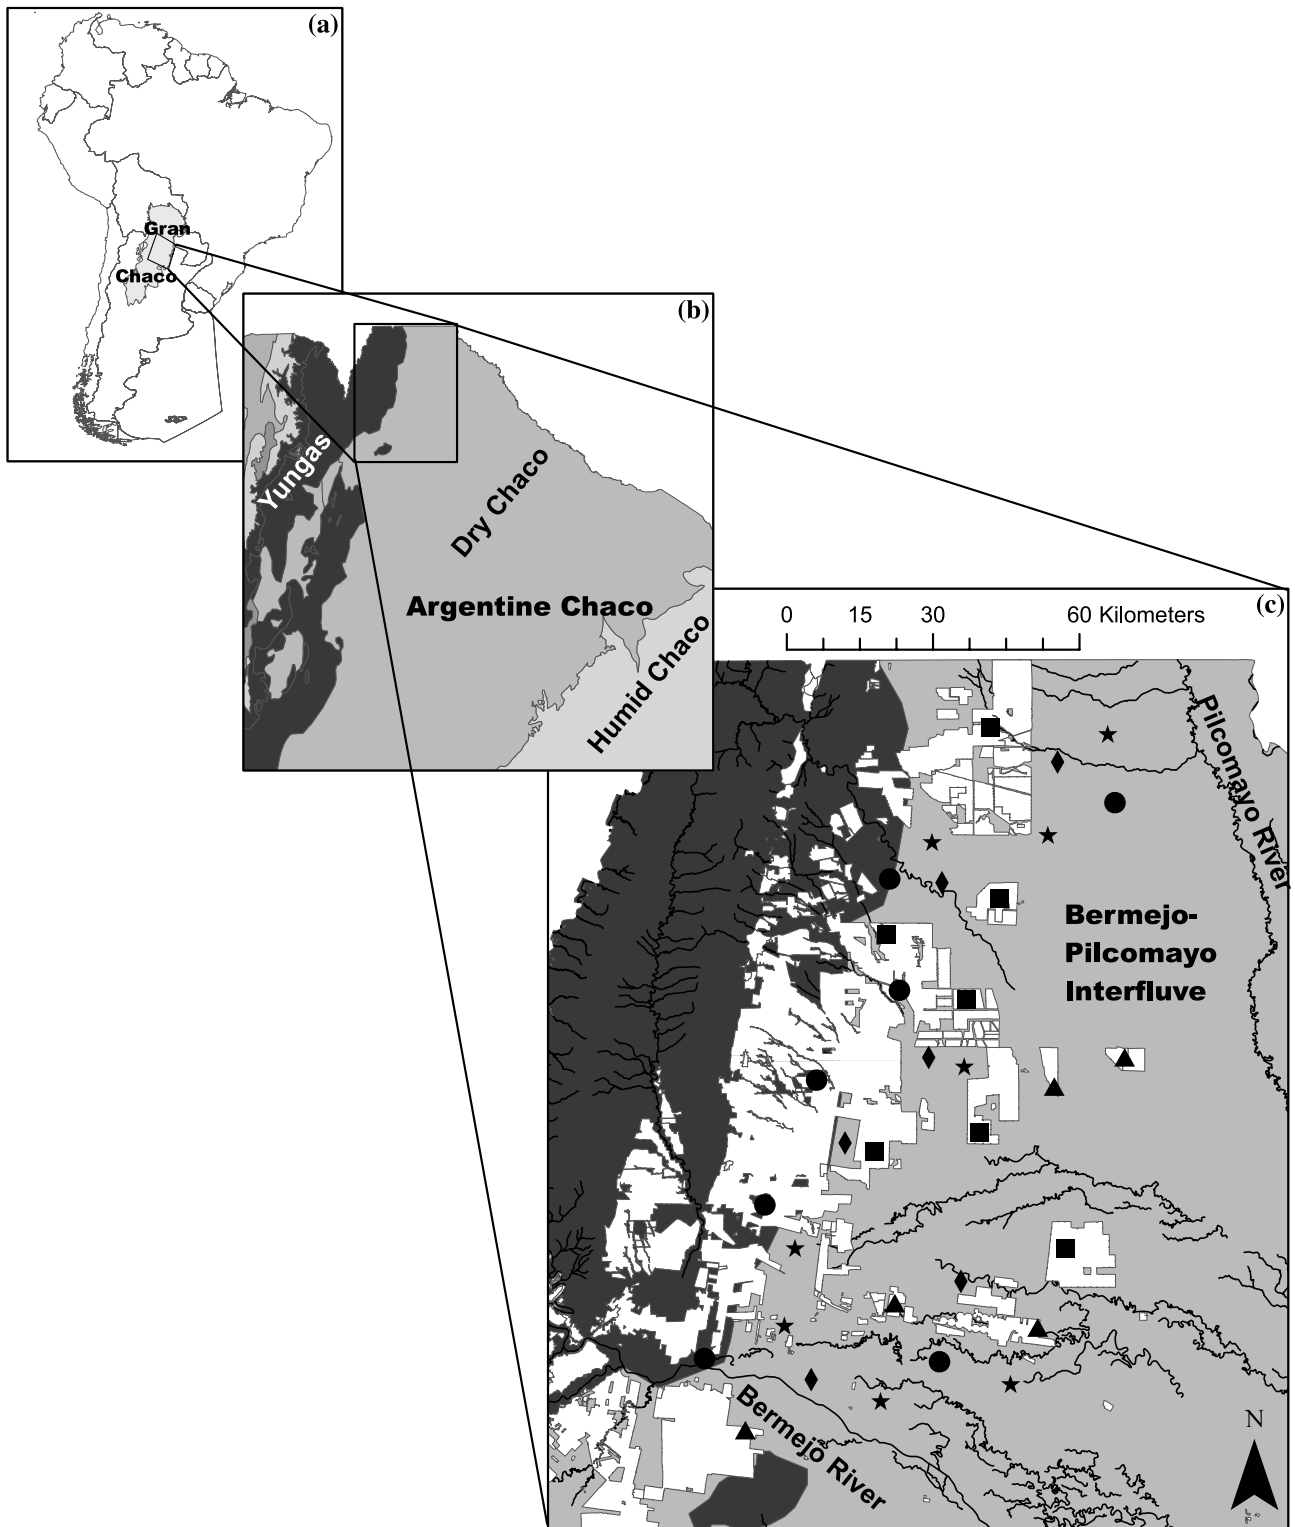 (a)
Gran
Chaco
(b)
Yungas
Dry Chaco
Argentine Chaco
Humid Chaco
(c)
0 15 30 60 Kilometers
Pilcomayo River
Bermejo-
Pilcomayo
Interfluve
Bermejo River
N